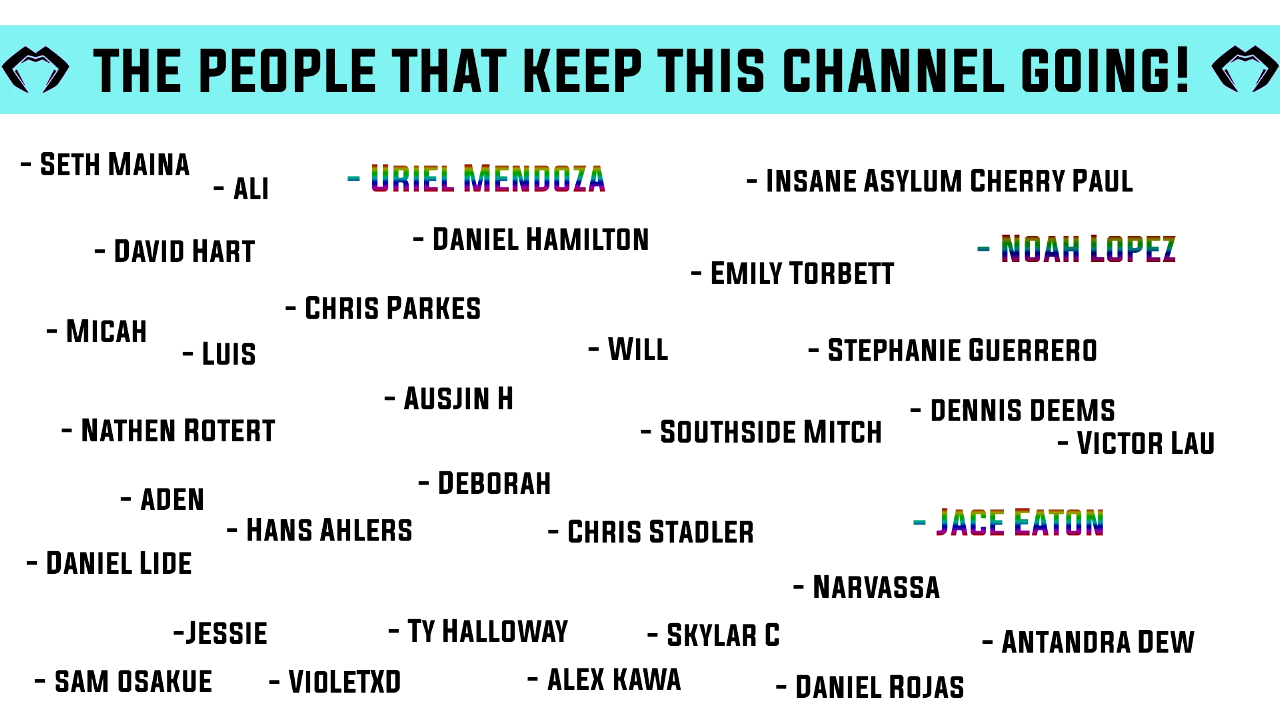 THE PEOPLE THAT KEEP THIS CHANNEL GOING!
- Seth Maina
- ali
- Uriel Mendoza
- Insane Asylum Cherry Paul
- David Hart
- Daniel Hamilton
- Noah Lopez
- Emily Torbett
- Chris Parkes
- Micah
- Luis
- Will
- Stephanie Guerrero
- Ausjin H
- Nathen Rotert
- Southside Mitch
- dennis deems
- Victor Lau
- aden
- Deborah
- Hans Ahlers
- Chris Stadler
- Jace Eaton
- Daniel Lide
- Narvassa
-Jessie
- Ty Halloway
- Skylar C
- Antandra Dew
- sam osakue
- VioleTXD
- alex kawa
- Daniel Rojas